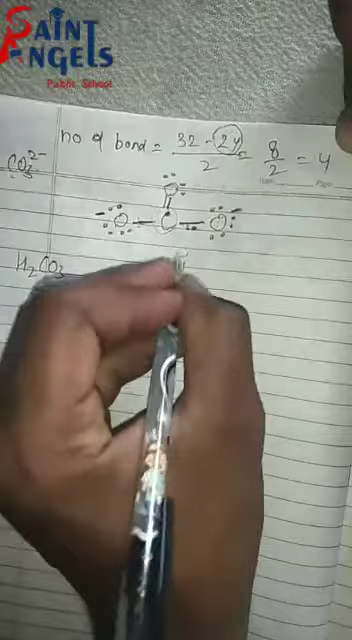 SAINT
ANGELS
Public School
no of bond = 32 - 24 / 2 = 8 / 2 = 4
CO3 2-
O
O — C — O
H2CO3